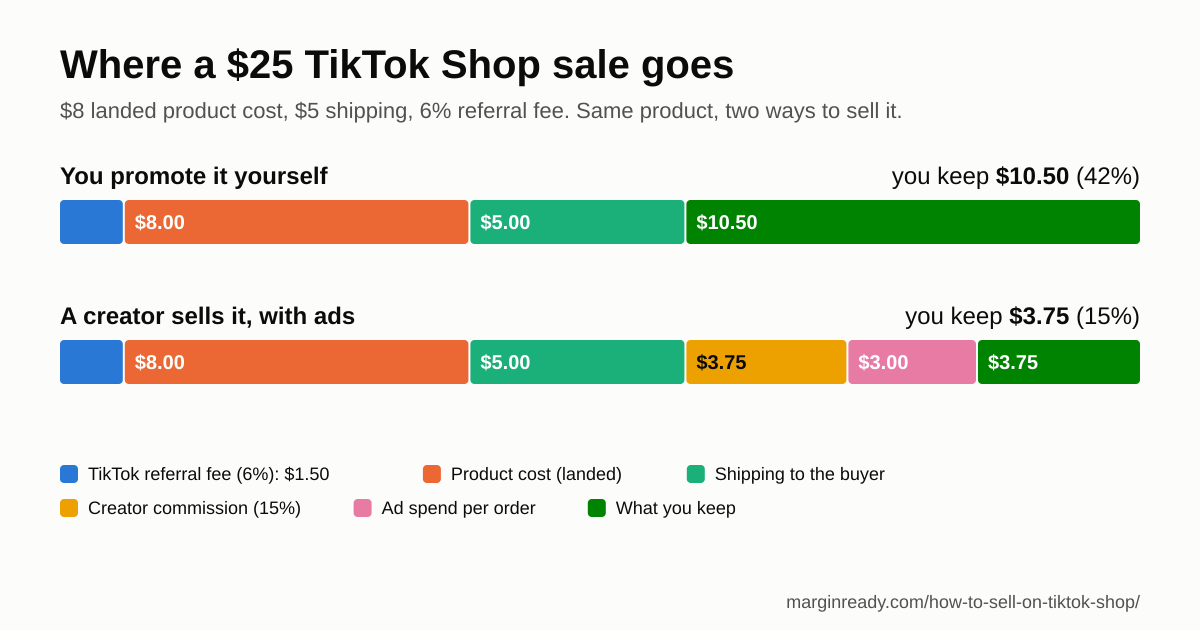 Where a $25 TikTok Shop sale goes
$8 landed product cost, $5 shipping, 6% referral fee. Same product, two ways to sell it.
You promote it yourself you keep $10.50 (42%)
$8.00 $5.00 $10.50
A creator sells it, with ads you keep $3.75 (15%)
$8.00 $5.00 $3.75 $3.00 $3.75
TikTok referral fee (6%): $1.50 Product cost (landed) Shipping to the buyer
Creator commission (15%) Ad spend per order What you keep
marginready.com/how-to-sell-on-tiktok-shop/